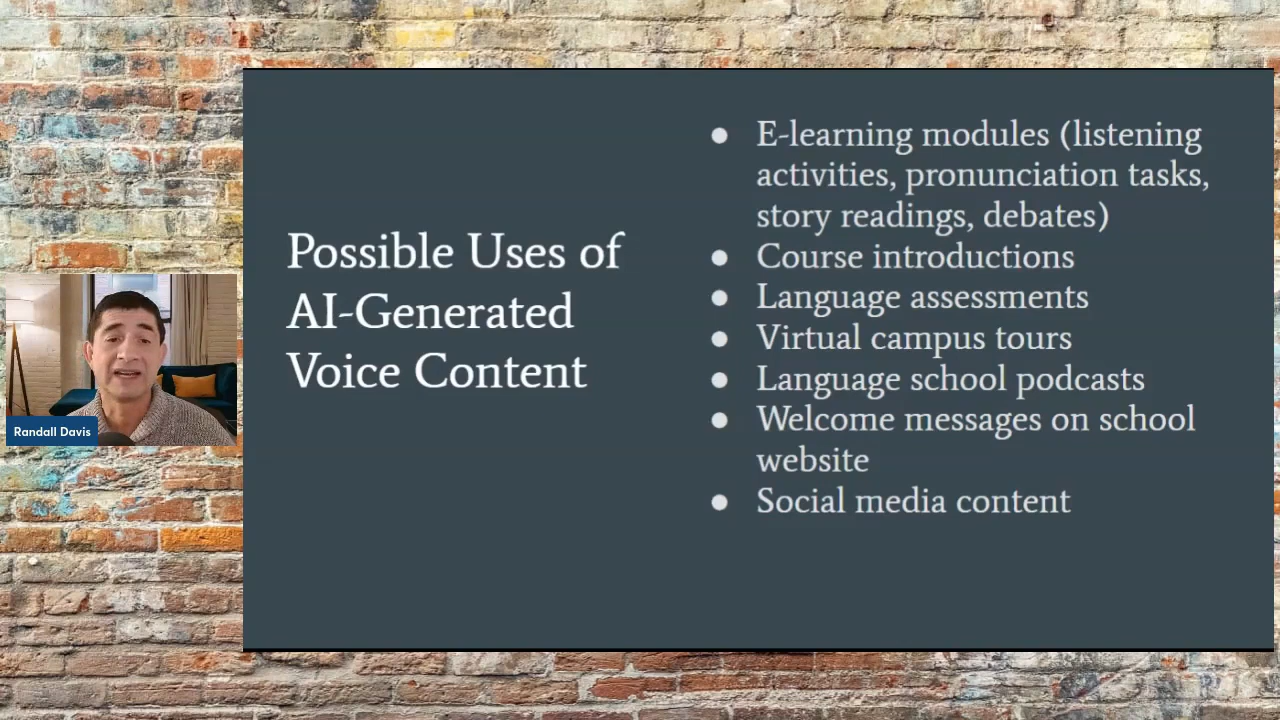 Possible Uses of
AI-Generated
Voice Content
● E-learning modules (listening
activities, pronunciation tasks,
story readings, debates)
● Course introductions
● Language assessments
● Virtual campus tours
● Language school podcasts
● Welcome messages on school
website
● Social media content
Randall Davis